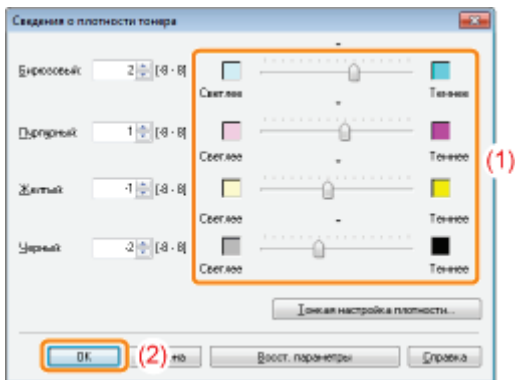 Сведения о плотности тонера
Бирюзовый: 2 [-8 - 8]
Светлее Темнее
Пурпурный: 1 [-8 - 8]
Светлее Темнее
(1)
Желтый: -1 [-8 - 8]
Светлее Темнее
Черный: -2 [-8 - 8]
Светлее Темнее
Тонкая настройка плотности...
OK (2) Восст. параметры Справка